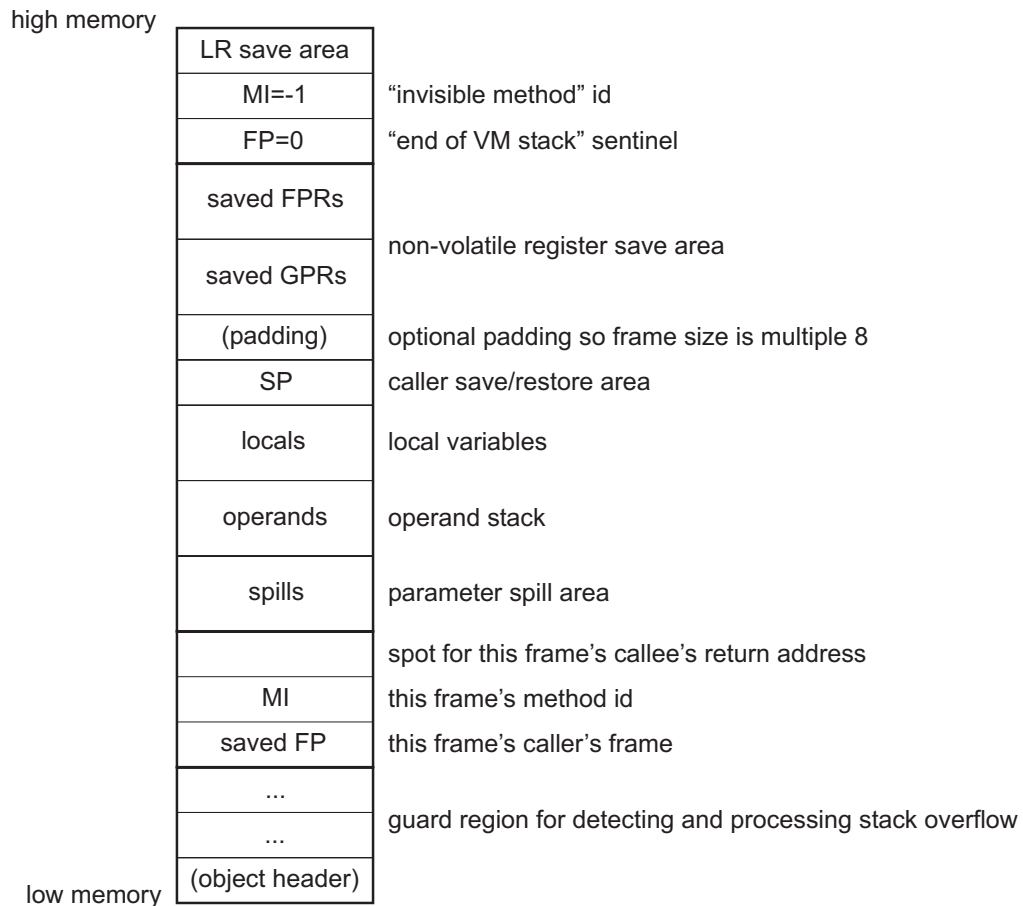 high memory
LR save area
MI=-1 “invisible method” id
FP=0 “end of VM stack” sentinel
saved FPRs
non-volatile register save area
saved GPRs
(padding) optional padding so frame size is multiple 8
SP caller save/restore area
locals local variables
operands operand stack
spills parameter spill area
spot for this frame’s callee’s return address
MI this frame’s method id
saved FP this frame’s caller’s frame
...
guard region for detecting and processing stack overflow
...
(object header)
low memory